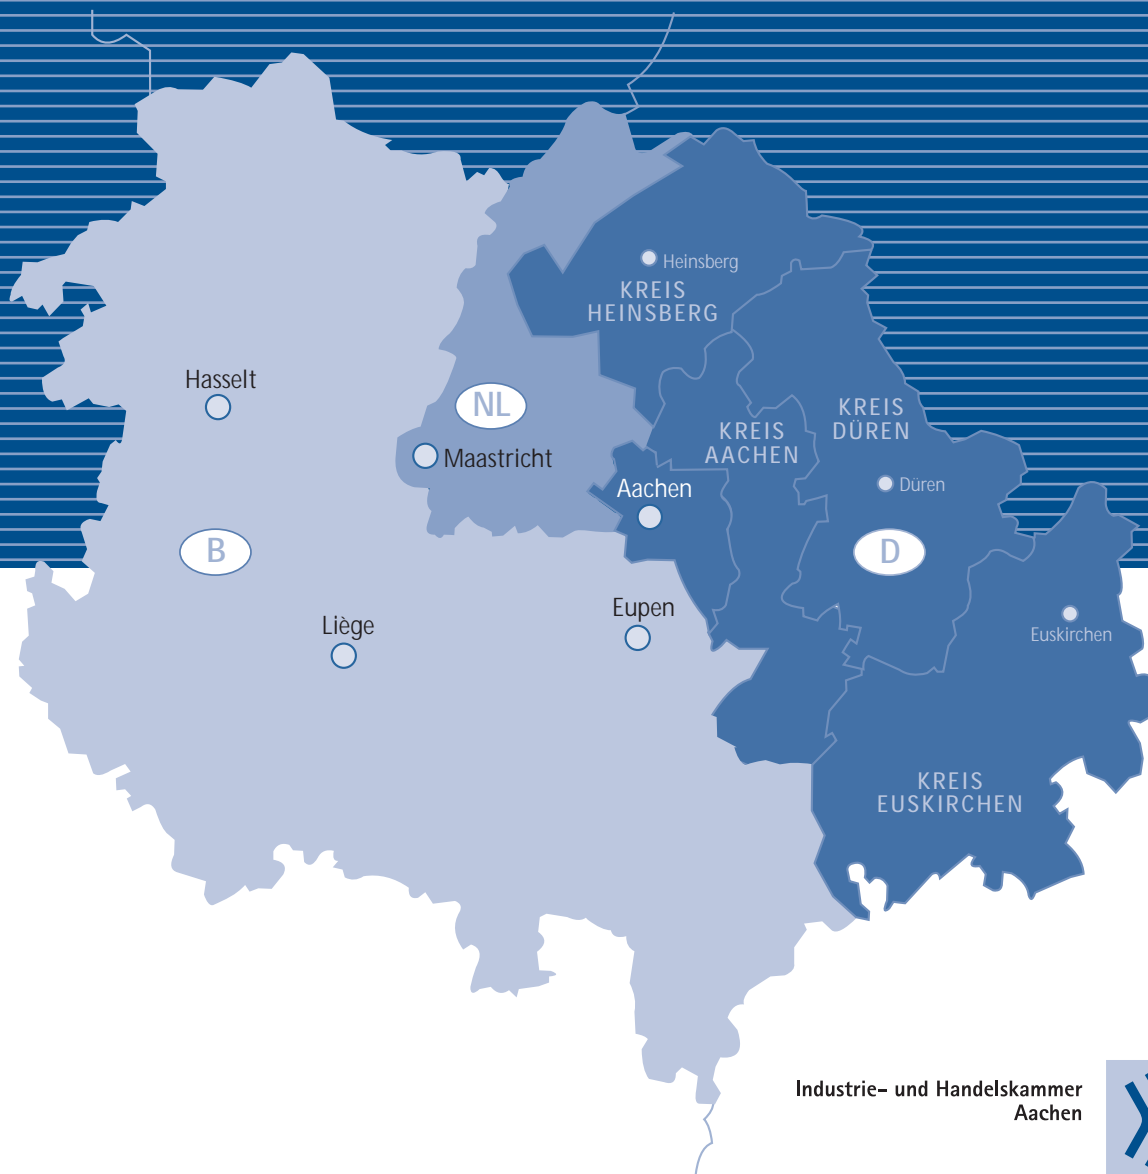 Heinsberg
KREIS
HEINSBERG
Hasselt
NL
KREIS
DÜREN
KREIS
AACHEN
Maastricht
Aachen
Düren
B
D
Eupen
Liège
Euskirchen
KREIS
EUSKIRCHEN
Industrie- und Handelskammer
Aachen